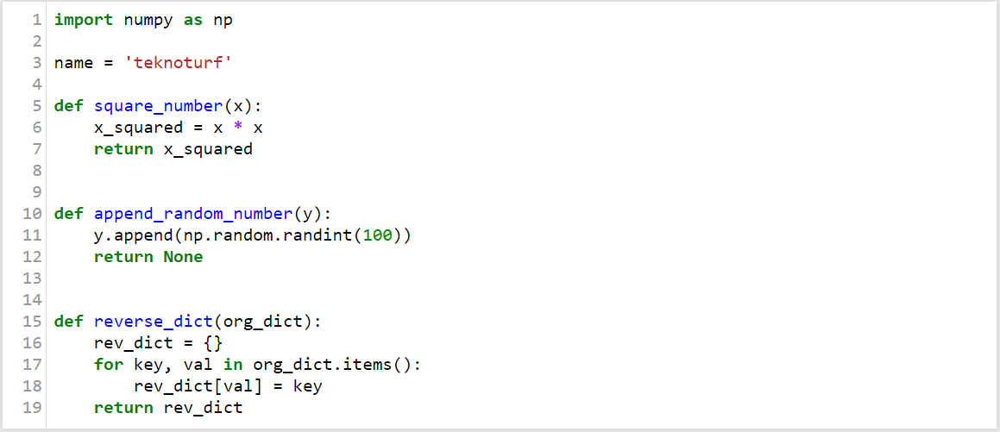 1 import numpy as np
2
3 name = 'teknoturf'
4
5 def square_number(x):
6     x_squared = x * x
7     return x_squared
8
9
10 def append_random_number(y):
11     y.append(np.random.randint(100))
12     return None
13
14
15 def reverse_dict(org_dict):
16     rev_dict = {}
17     for key, val in org_dict.items():
18         rev_dict[val] = key
19     return rev_dict